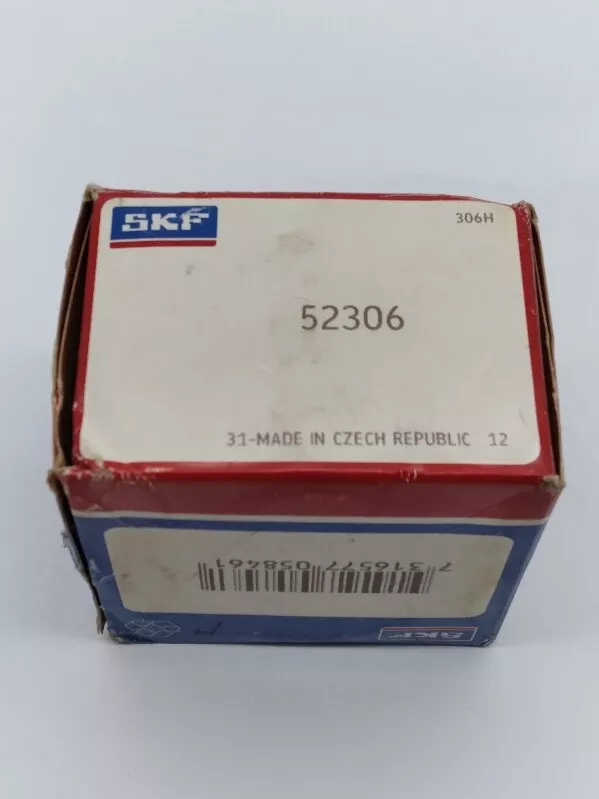 SKF
306H
52306
31-MADE IN CZECH REPUBLIC 12
7 316577 058461
SKF